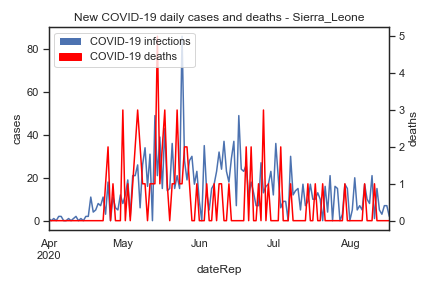 New COVID-19 daily cases and deaths - Sierra_Leone
COVID-19 infections
COVID-19 deaths
80
60
40
20
0
cases
5
4
3
2
1
0
deaths
Apr
2020
May
Jun
Jul
Aug
dateRep